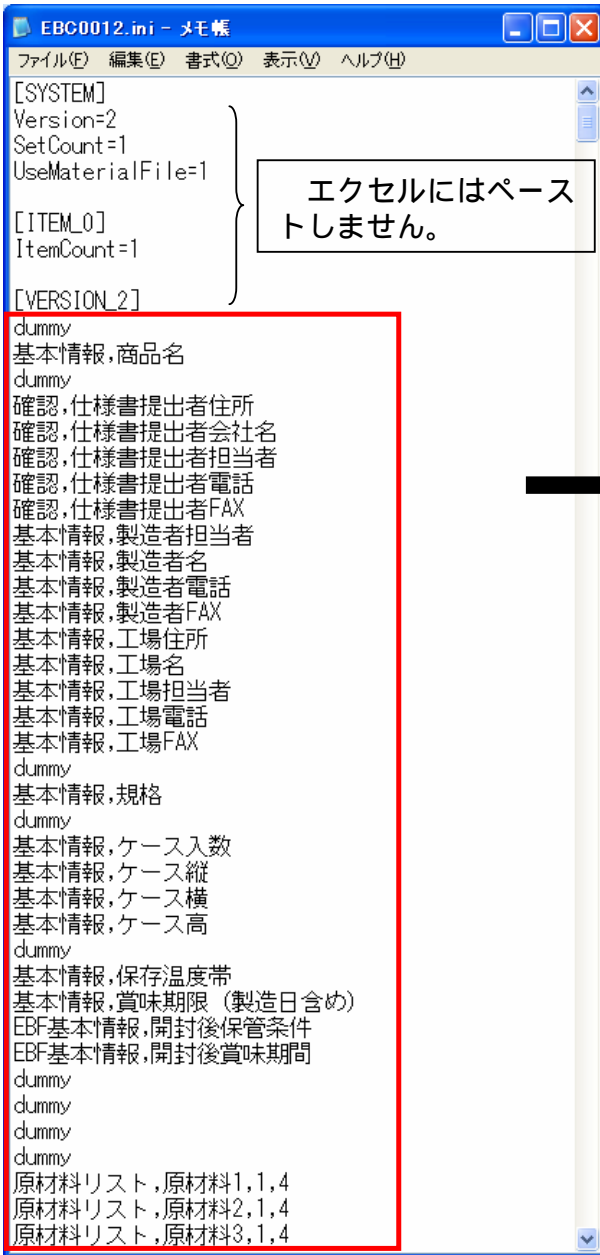 EBC0012.ini - メモ帳
ファイル(F) 編集(E) 書式(O) 表示(V) ヘルプ(H)
[SYSTEM]
Version=2
SetCount=1
UseMaterialFile=1
[ITEM_0]
ItemCount=1
[VERSION_2]
エクセルにはペース
トしません。
dummy
基本情報,商品名
dummy
確認,仕様書提出者住所
確認,仕様書提出者会社名
確認,仕様書提出者担当者
確認,仕様書提出者電話
確認,仕様書提出者FAX
基本情報,製造者担当者
基本情報,製造者名
基本情報,製造者電話
基本情報,製造者FAX
基本情報,工場住所
基本情報,工場名
基本情報,工場担当者
基本情報,工場電話
基本情報,工場FAX
dummy
基本情報,規格
dummy
基本情報,ケース入数
基本情報,ケース縦
基本情報,ケース横
基本情報,ケース高
dummy
基本情報,保存温度帯
基本情報,賞味期限（製造日含め）
EBF基本情報,開封後保管条件
EBF基本情報,開封後賞味期間
dummy
dummy
dummy
dummy
原材料リスト,原材料1,1,4
原材料リスト,原材料2,1,4
原材料リスト,原材料3,1,4